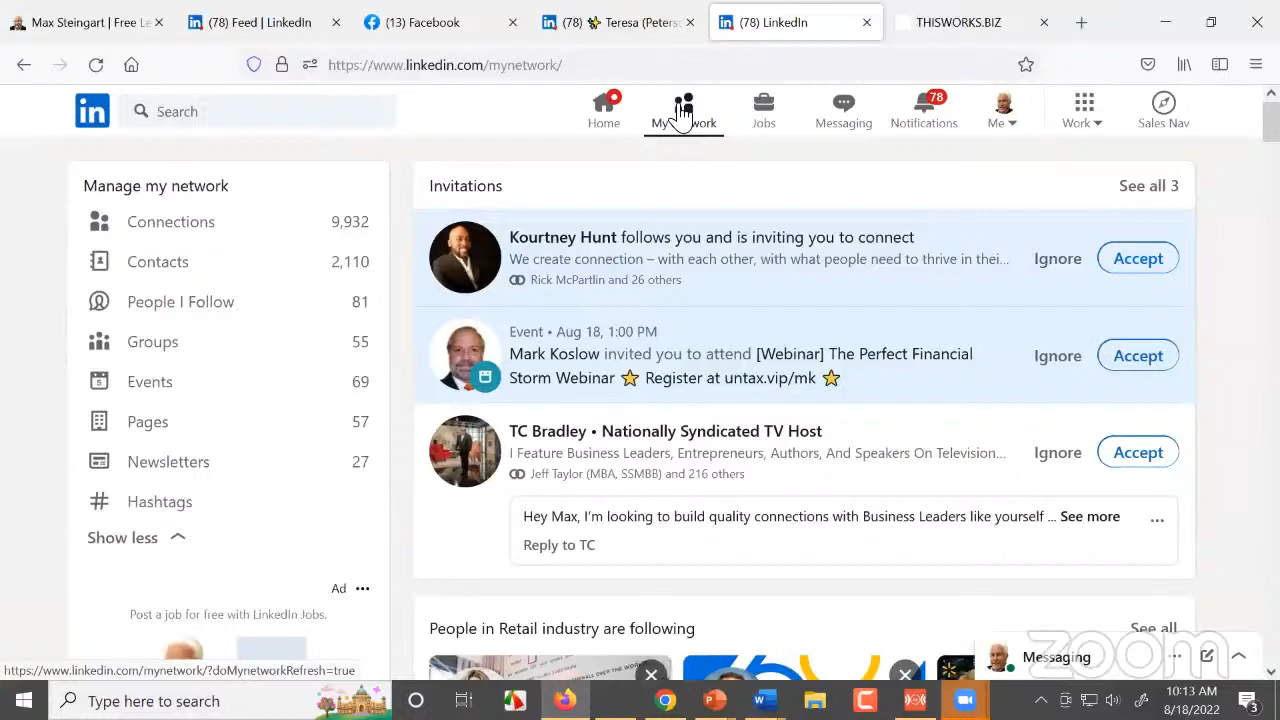 Max Steingart | Free Le
(78) Feed | LinkedIn
(13) Facebook
(78) ✨ Teresa (Peters
(78) LinkedIn
THISWORKS.BIZ
https://www.linkedin.com/mynetwork/
in
Search
Home
My Network
Jobs
Messaging
78
Notifications
Me
Work
Sales Nav
Manage my network
Connections 9,932
Contacts 2,110
People I Follow 81
Groups 55
Events 69
Pages 57
Newsletters 27
Hashtags
Show less
Ad •••
Post a job for free with LinkedIn Jobs.
Invitations
See all 3
Kourtney Hunt follows you and is inviting you to connect
We create connection – with each other, with what people need to thrive in thei...
Rick McPartlin and 26 others
Ignore
Accept
Event • Aug 18, 1:00 PM
Mark Koslow invited you to attend [Webinar] The Perfect Financial
Storm Webinar ⭐ Register at untax.vip/mk ⭐
Ignore
Accept
TC Bradley • Nationally Syndicated TV Host
I Feature Business Leaders, Entrepreneurs, Authors, And Speakers On Television...
Jeff Taylor (MBA, SSMBB) and 216 others
Ignore
Accept
Hey Max, I'm looking to build quality connections with Business Leaders like yourself ... See more
Reply to TC
People in Retail industry are following
See all
Messaging
zoom
https://www.linkedin.com/mynetwork/?doMynetworkRefresh=true
Type here to search
10:13 AM
8/18/2022
3